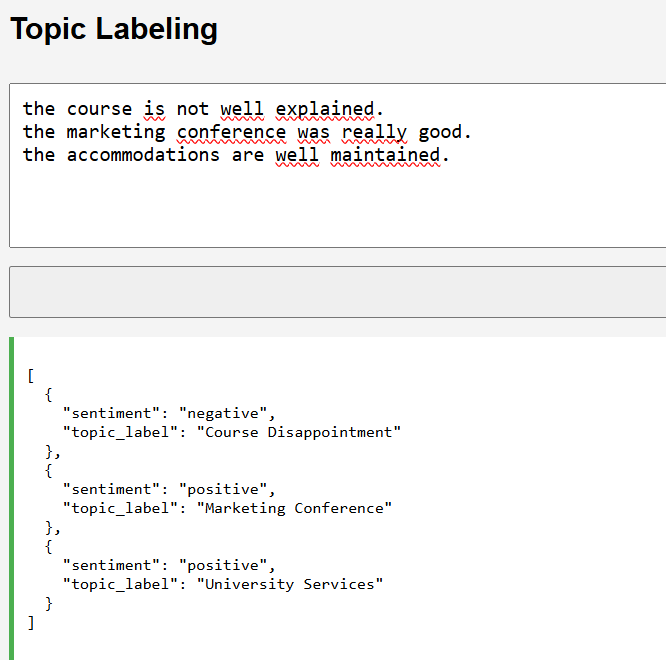 Topic Labeling
the course is not well explained.
the marketing conference was really good.
the accommodations are well maintained.
[
  {
    "sentiment": "negative",
    "topic_label": "Course Disappointment"
  },
  {
    "sentiment": "positive",
    "topic_label": "Marketing Conference"
  },
  {
    "sentiment": "positive",
    "topic_label": "University Services"
  }
]